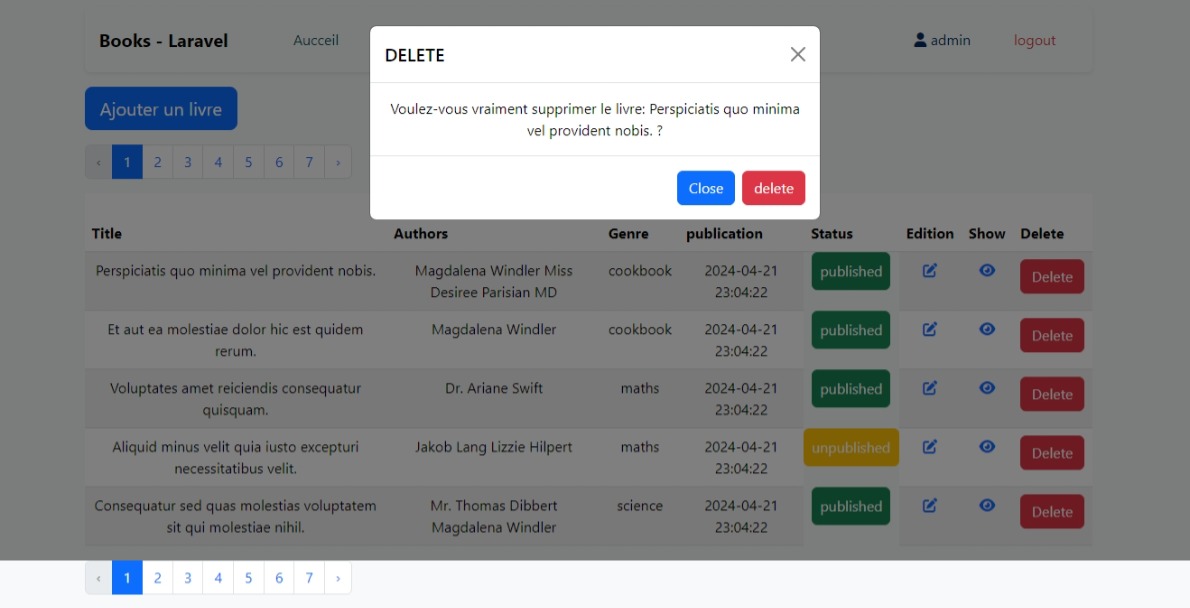 Books - Laravel Aucceil admin logout
DELETE
Voulez-vous vraiment supprimer le livre: Perspiciatis quo minima
vel provident nobis. ?
Close delete
Ajouter un livre
‹ 1 2 3 4 5 6 7 ›
Title Authors Genre publication Status Edition Show Delete
Perspiciatis quo minima vel provident nobis. Magdalena Windler Miss cookbook 2024-04-21 published Delete
Desiree Parisian MD 23:04:22
Et aut ea molestiae dolor hic est quidem Magdalena Windler cookbook 2024-04-21 published Delete
rerum. 23:04:22
Voluptates amet reiciendis consequatur Dr. Ariane Swift maths 2024-04-21 published Delete
quisquam. 23:04:22
Aliquid minus velit quia iusto excepturi Jakob Lang Lizzie Hilpert maths 2024-04-21 unpublished Delete
necessitatibus velit. 23:04:22
Consequatur sed quas molestias voluptatem Mr. Thomas Dibbert science 2024-04-21 published Delete
sit qui molestiae nihil. Magdalena Windler 23:04:22
‹ 1 2 3 4 5 6 7 ›